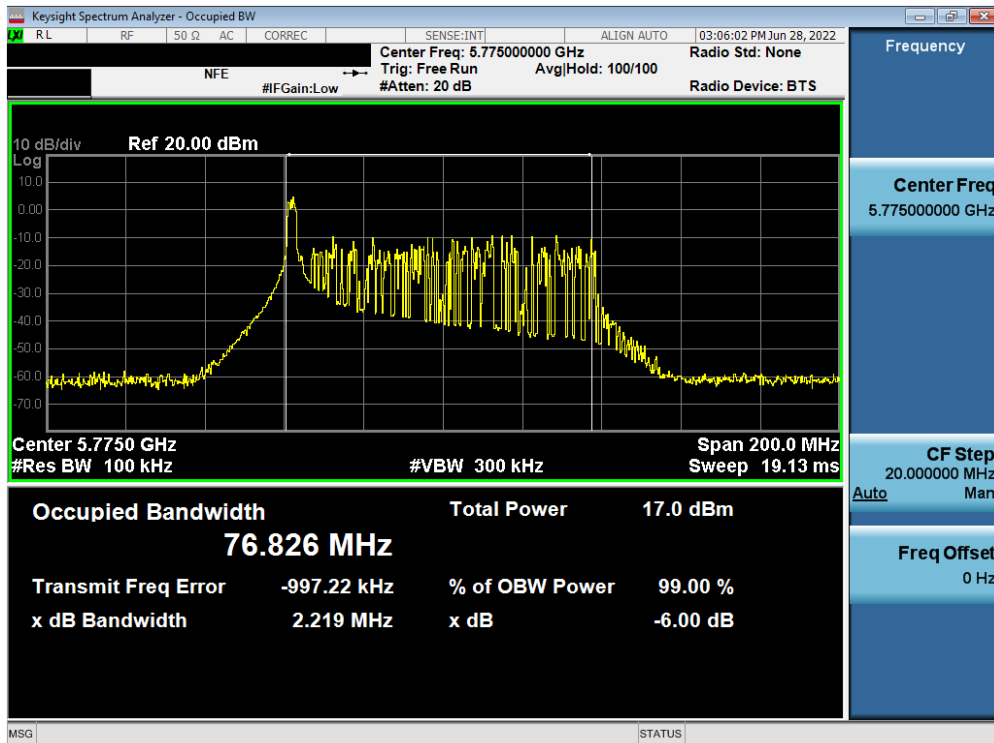 Keysight Spectrum Analyzer - Occupied BW
LXI RL RF 50 Ω AC CORREC SENSE:INT ALIGN AUTO 03:06:02 PM Jun 28, 2022
Center Freq: 5.775000000 GHz Radio Std: None
NFE Trig: Free Run Avg|Hold: 100/100
#IFGain:Low #Atten: 20 dB Radio Device: BTS
10 dB/div Ref 20.00 dBm
Log
10.0
0.00
-10.0
-20.0
-30.0
-40.0
-50.0
-60.0
-70.0
Center 5.7750 GHz Span 200.0 MHz
#Res BW 100 kHz #VBW 300 kHz Sweep 19.13 ms
Occupied Bandwidth Total Power 17.0 dBm
76.826 MHz
Transmit Freq Error -997.22 kHz % of OBW Power 99.00 %
x dB Bandwidth 2.219 MHz x dB -6.00 dB
Frequency
Center Freq
5.775000000 GHz
CF Step
20.000000 MHz
Auto Man
Freq Offset
0 Hz
MSG STATUS